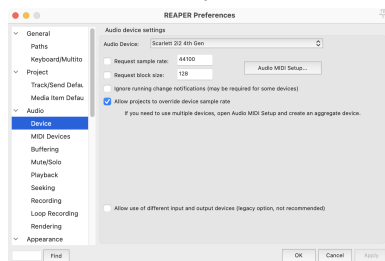 REAPER Preferences
General
Paths
Keyboard/Multito
Project
Track/Send Defau
Media Item Defau
Audio
Device
MIDI Devices
Buffering
Mute/Solo
Playback
Seeking
Recording
Loop Recording
Rendering
Appearance
Find
Audio device settings
Audio Device: Scarlett 2i2 4th Gen
Request sample rate: 44100
Request block size: 128
Audio MIDI Setup...
Ignore running change notifications (may be required for some devices)
Allow projects to override device sample rate
If you need to use multiple devices, open Audio MIDI Setup and create an aggregate device.
Allow use of different input and output devices (legacy option, not recommended)
OK Cancel Apply